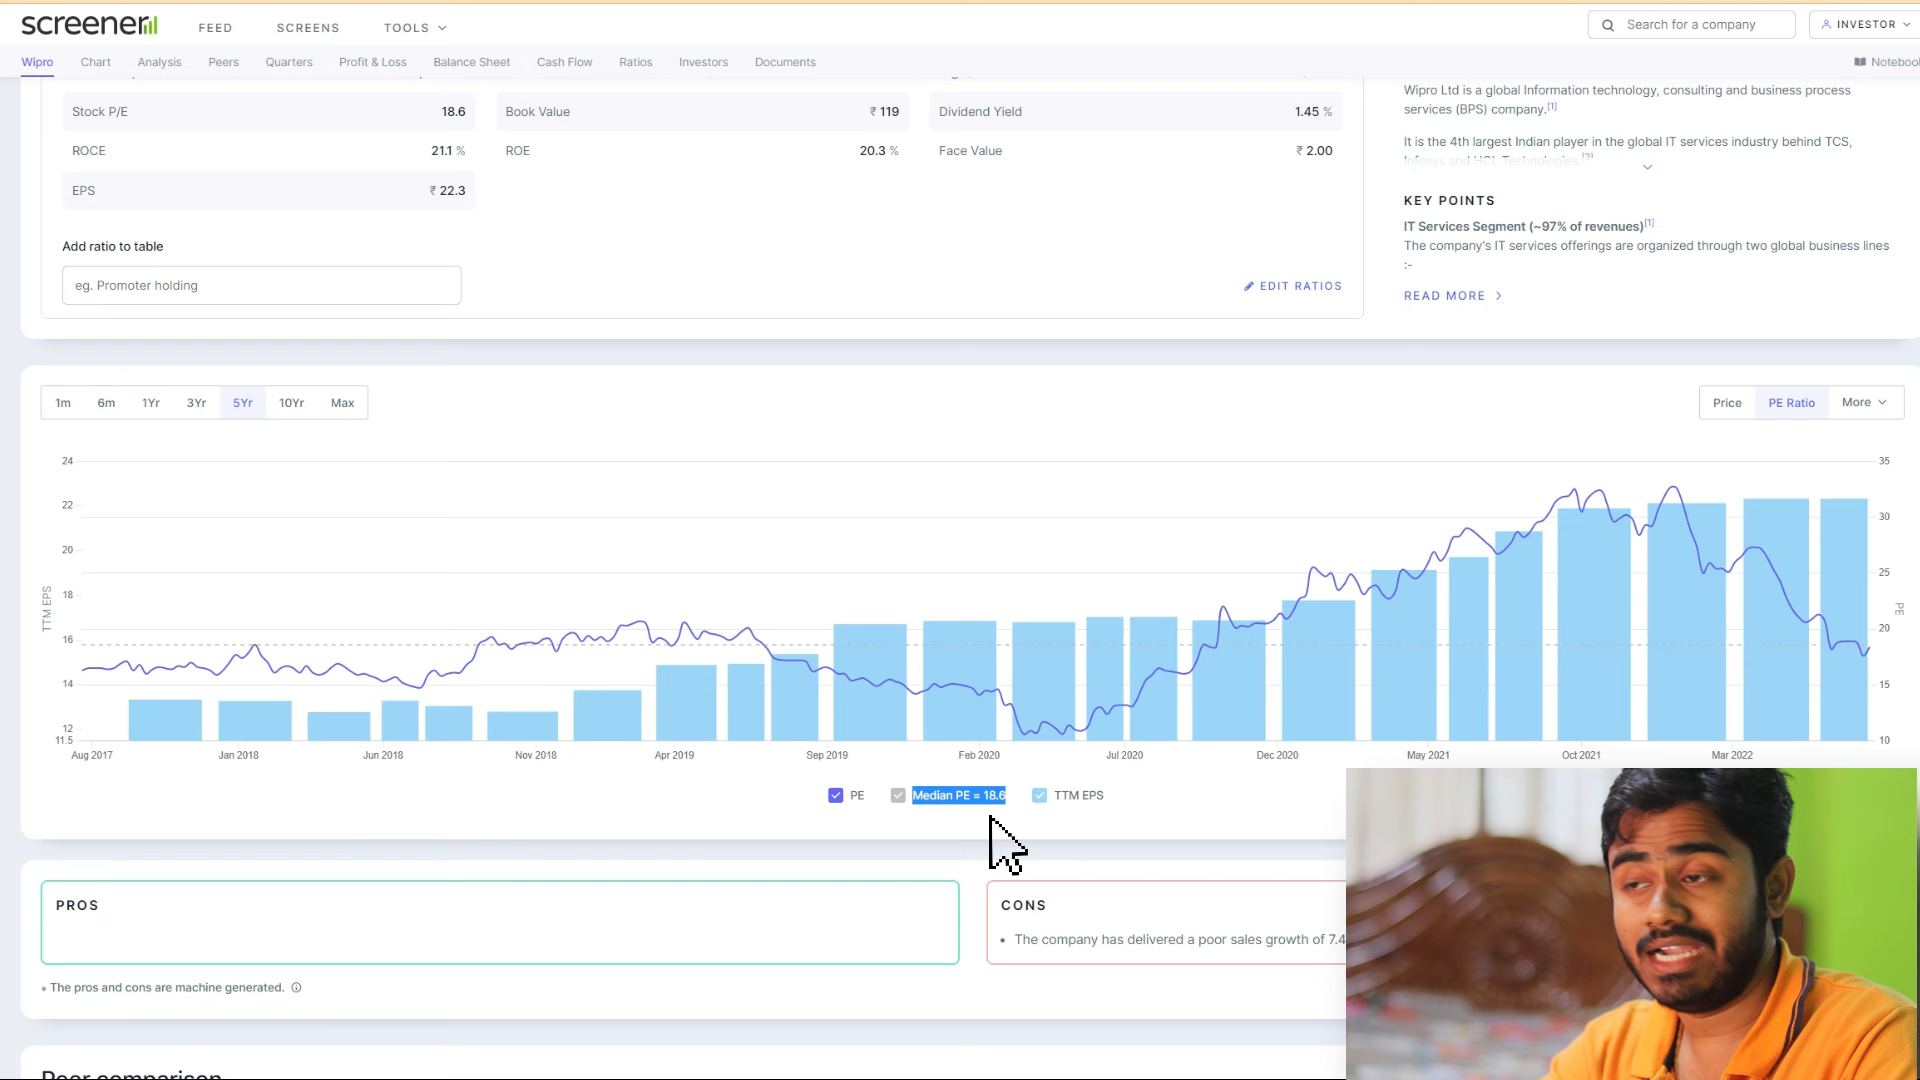 screener
FEED
SCREENS
TOOLS
Search for a company
INVESTOR
Wipro
Chart
Analysis
Peers
Quarters
Profit & Loss
Balance Sheet
Cash Flow
Ratios
Investors
Documents
Stock P/E 18.6
Book Value ₹ 119
Dividend Yield 1.45 %
ROCE 21.1 %
ROE 20.3 %
Face Value ₹ 2.00
EPS ₹ 22.3
Add ratio to table
eg. Promoter holding
EDIT RATIOS
Wipro Ltd is a global Information technology, consulting and business process
services (BPS) company.[1]
It is the 4th largest Indian player in the global IT services industry behind TCS,
Infosys and HCL Technologies.[2]
KEY POINTS
IT Services Segment (~97% of revenues)[1]
The company's IT services offerings are organized through two global business lines
:-
READ MORE
1m 6m 1Yr 3Yr 5Yr 10Yr Max
Price PE Ratio More
24
22
20
18
16
14
12
11.5
TTM EPS
35
30
25
20
15
10
PE
Aug 2017 Jan 2018 Jun 2018 Nov 2018 Apr 2019 Sep 2019 Feb 2020 Jul 2020 Dec 2020 May 2021 Oct 2021 Mar 2022
PE Median PE = 18.6 TTM EPS
PROS
CONS
• The company has delivered a poor sales growth of 7.4
* The pros and cons are machine generated.
Peer comparison